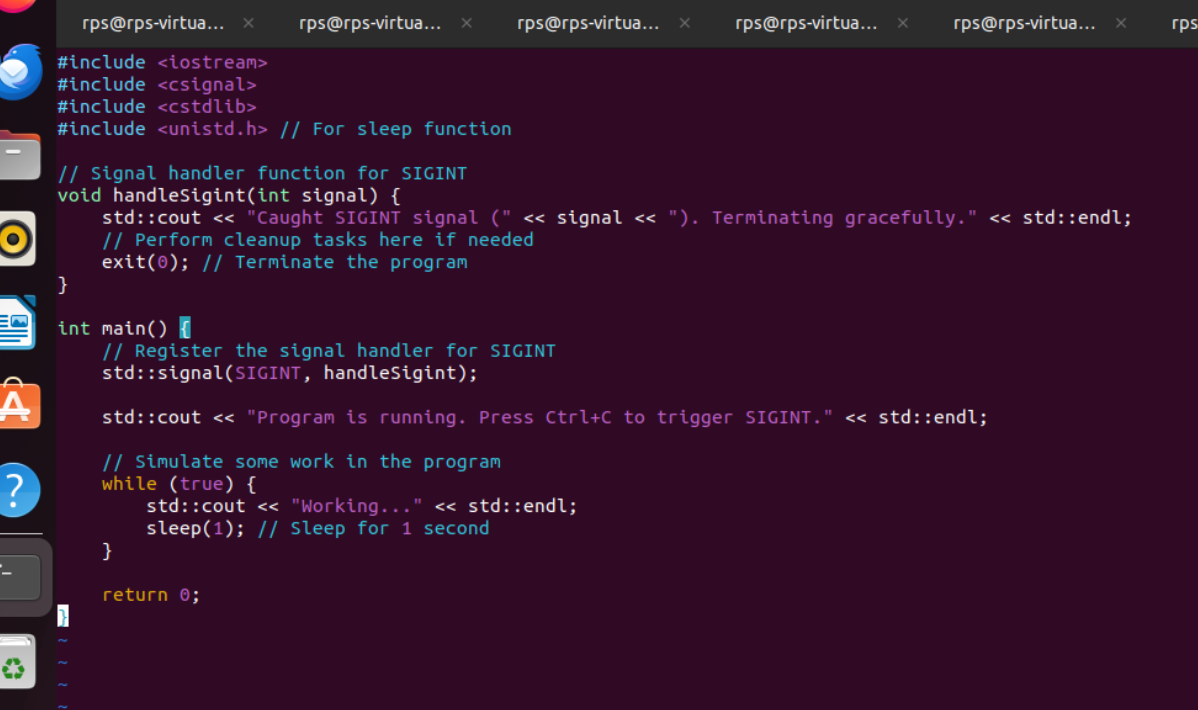 rps@rps-virtua... × rps@rps-virtua... × rps@rps-virtua... × rps@rps-virtua... × rps@rps-virtua... × rps
#include <iostream>
#include <csignal>
#include <cstdlib>
#include <unistd.h> // For sleep function

// Signal handler function for SIGINT
void handleSigint(int signal) {
    std::cout << "Caught SIGINT signal (" << signal << "). Terminating gracefully." << std::endl;
    // Perform cleanup tasks here if needed
    exit(0); // Terminate the program
}

int main() {
    // Register the signal handler for SIGINT
    std::signal(SIGINT, handleSigint);

    std::cout << "Program is running. Press Ctrl+C to trigger SIGINT." << std::endl;

    // Simulate some work in the program
    while (true) {
        std::cout << "Working..." << std::endl;
        sleep(1); // Sleep for 1 second
    }

    return 0;
}
~
~
~
~